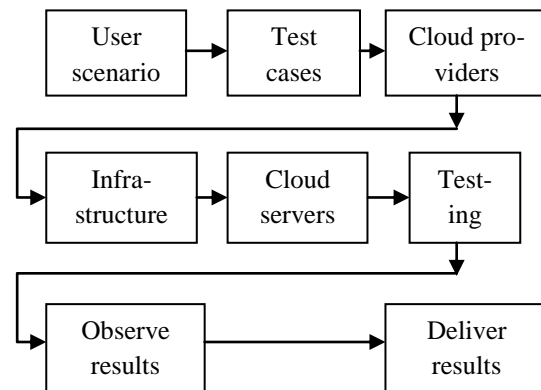 User
scenario
Test
cases
Cloud pro-
viders
Infra-
structure
Cloud
servers
Test-
ing
Observe
results
Deliver
results